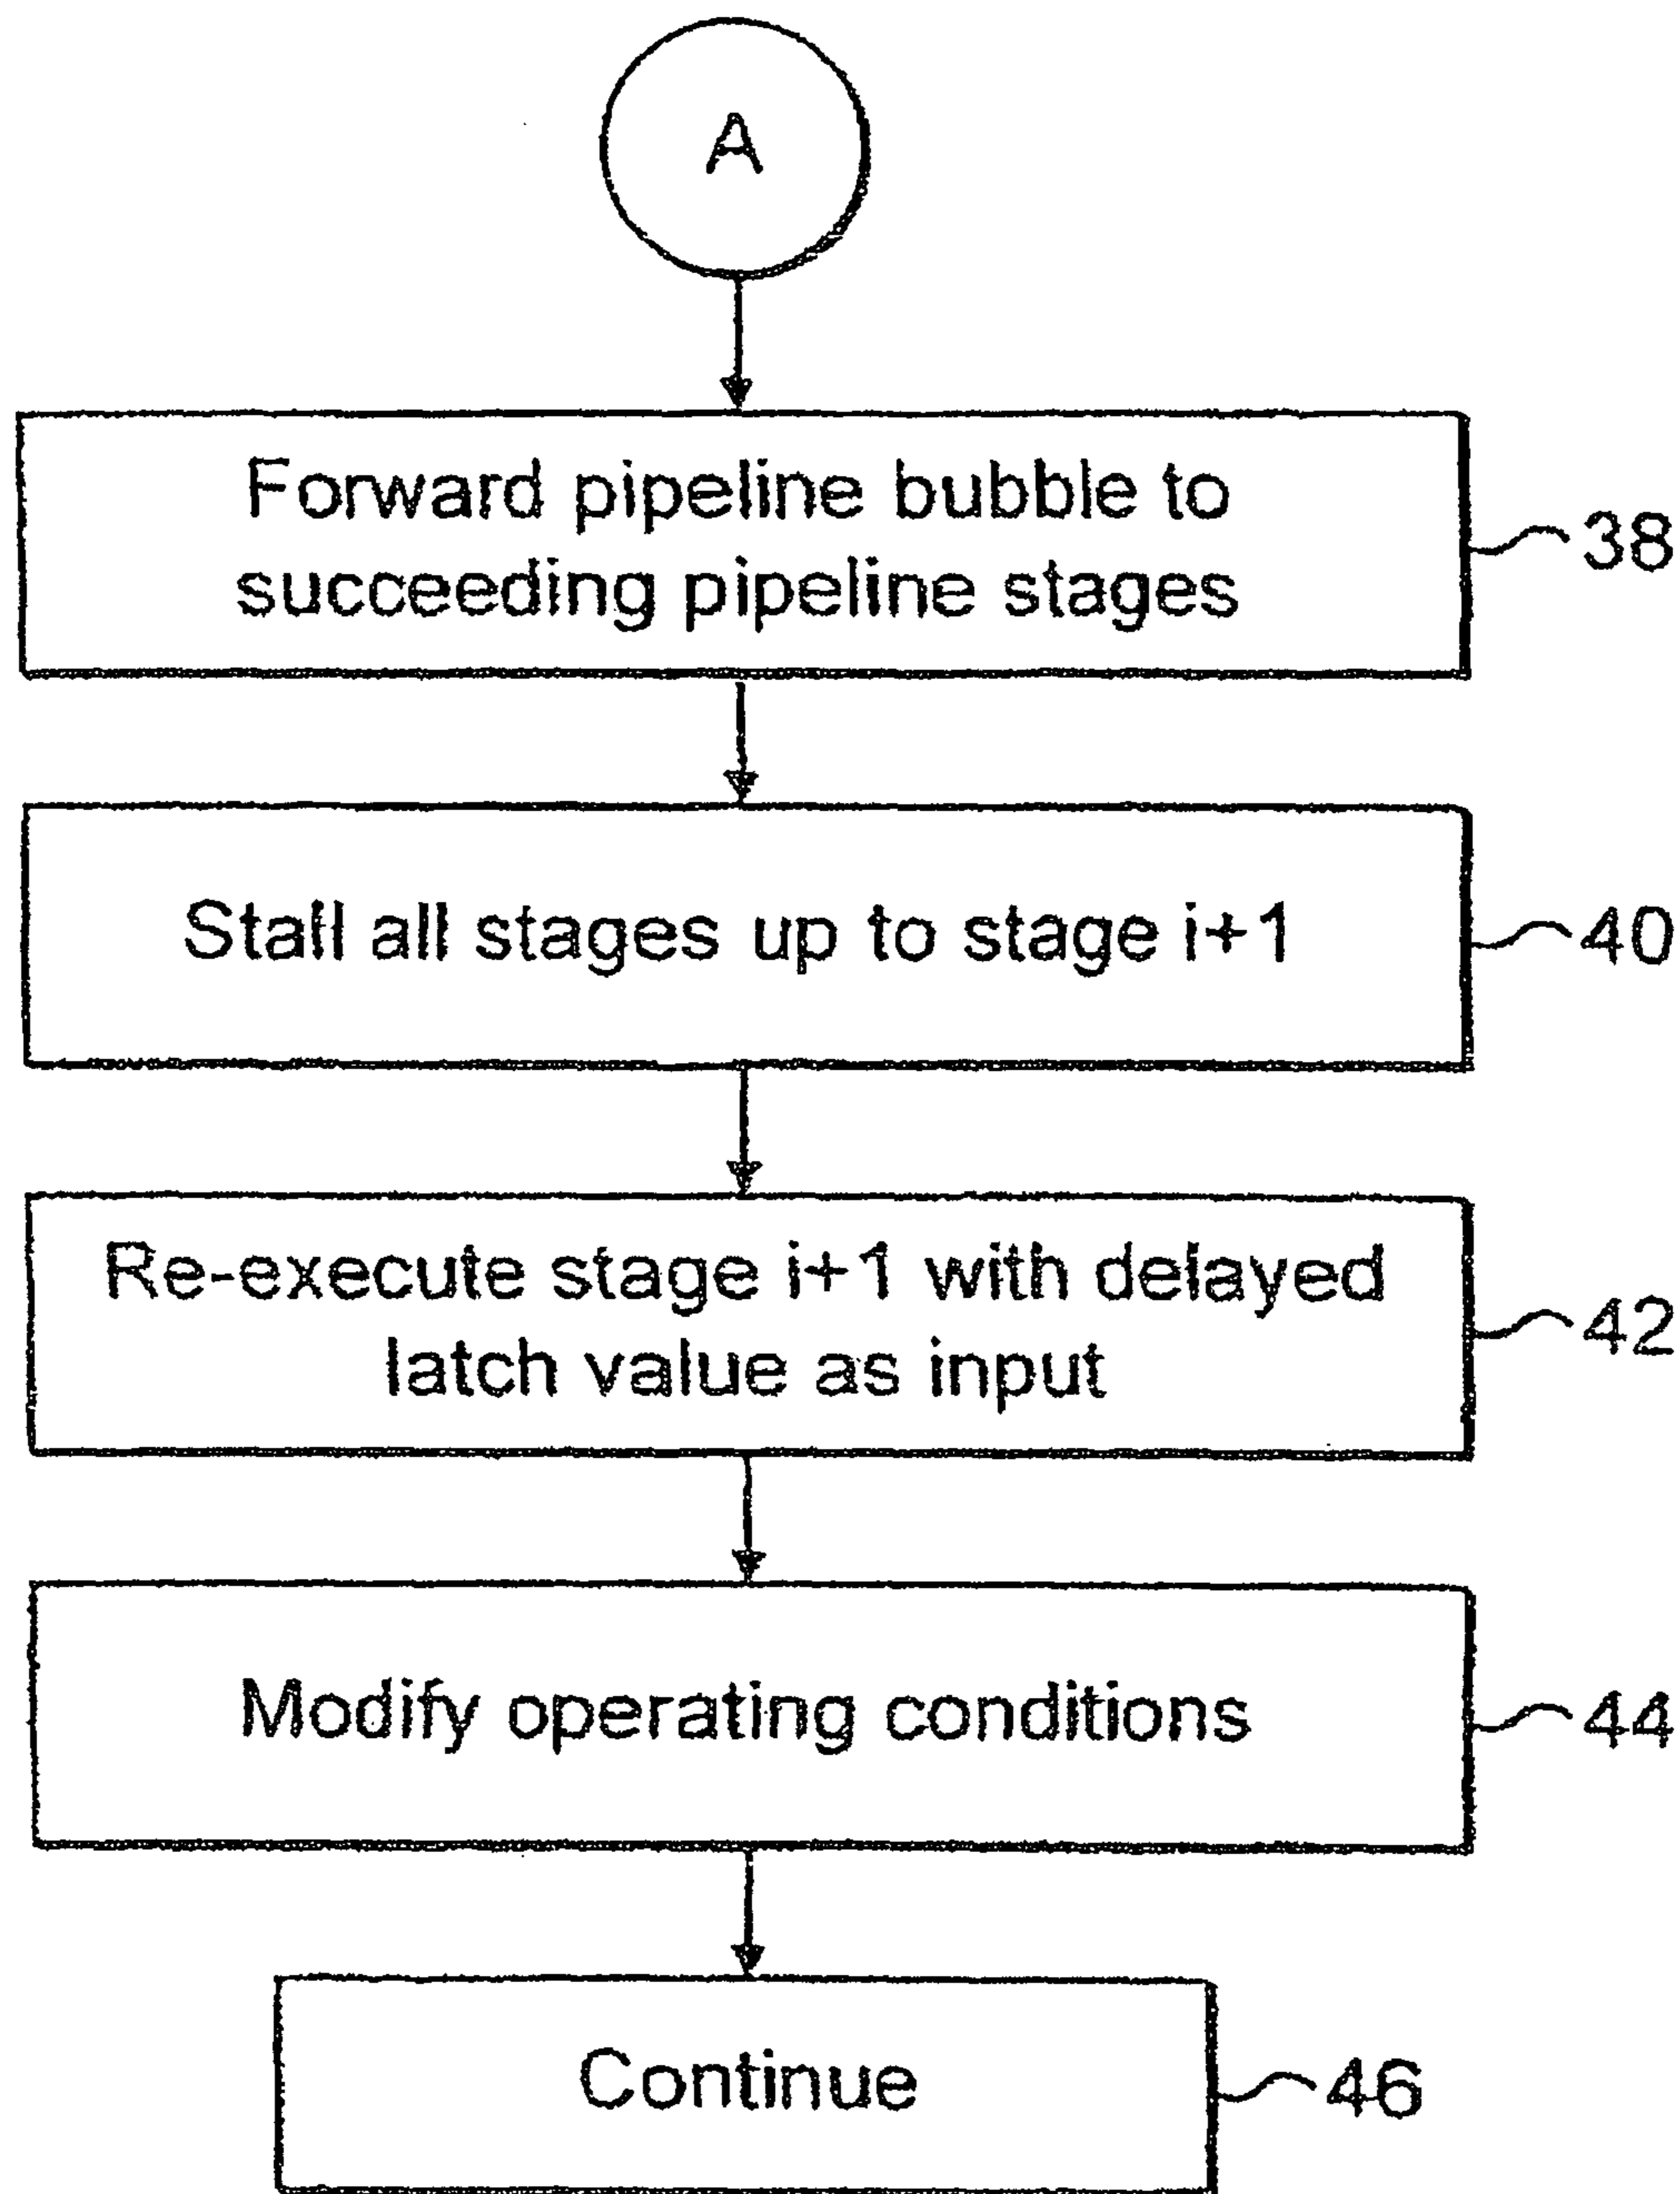 A
Forward pipeline bubble to
succeeding pipeline stages
38
Stall all stages up to stage i+1
40
Re-execute stage i+1 with delayed
latch value as input
42
Modify operating conditions
44
Continue
46